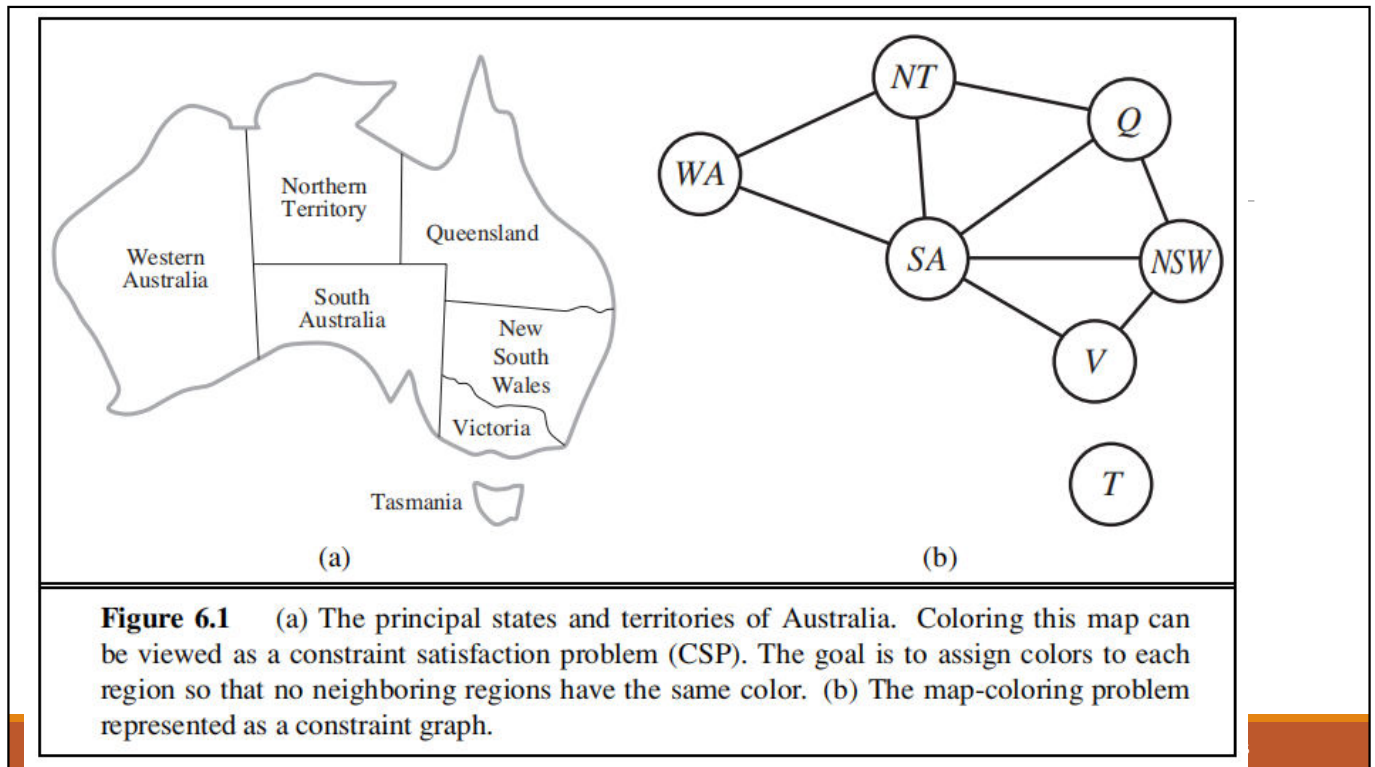 Northern
Territory
Western
Australia
Queensland
South
Australia
New
South
Wales
Victoria
Tasmania
(a)
NT
Q
WA
SA
NSW
V
T
(b)
Figure 6.1 (a) The principal states and territories of Australia. Coloring this map can
be viewed as a constraint satisfaction problem (CSP). The goal is to assign colors to each
region so that no neighboring regions have the same color. (b) The map-coloring problem
represented as a constraint graph.